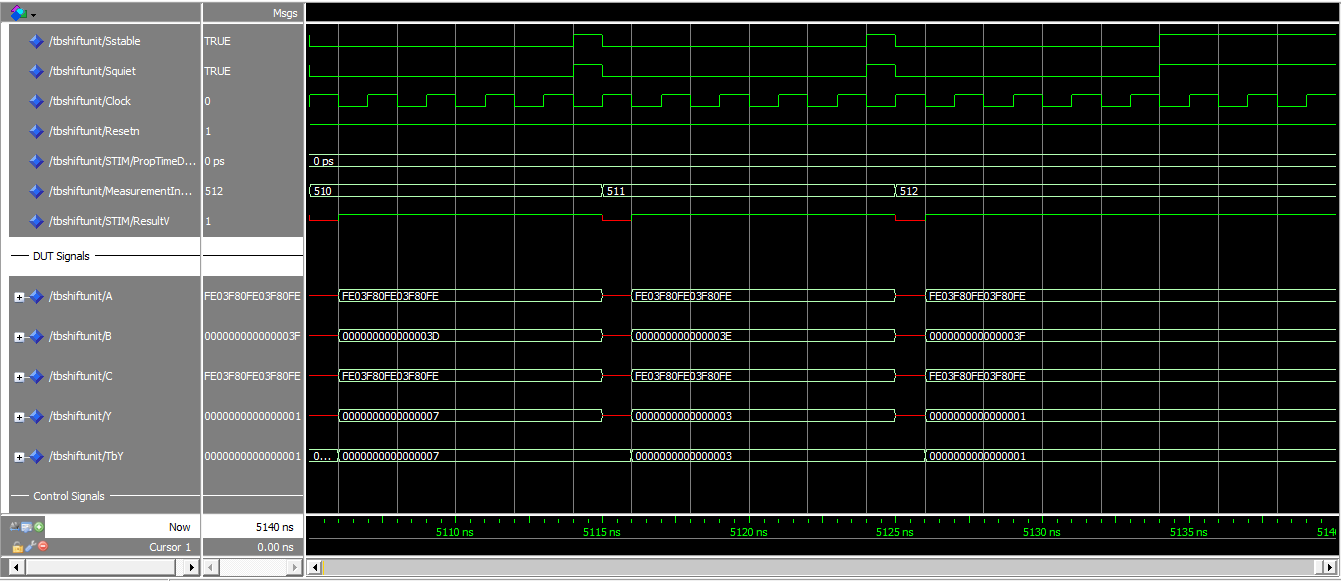 Msgs
/tbshiftunit/Sstable TRUE
/tbshiftunit/Squiet TRUE
/tbshiftunit/Clock 0
/tbshiftunit/Resetn 1
/tbshiftunit/STIM/PropTimeD... 0 ps 0 ps
/tbshiftunit/MeasurementIn... 512 510 511 512
/tbshiftunit/STIM/ResultV 1
DUT Signals
/tbshiftunit/A FE03F80FE03F80FE FE03F80FE03F80FE FE03F80FE03F80FE FE03F80FE03F80FE
/tbshiftunit/B 000000000000003F 000000000000003D 000000000000003E 000000000000003F
/tbshiftunit/C FE03F80FE03F80FE FE03F80FE03F80FE FE03F80FE03F80FE FE03F80FE03F80FE
/tbshiftunit/Y 0000000000000001 0000000000000007 0000000000000003 0000000000000001
/tbshiftunit/TbY 0000000000000001 0... 0000000000000007 0000000000000003 0000000000000001
Control Signals
Now 5140 ns 5110 ns 5115 ns 5120 ns 5125 ns 5130 ns 5135 ns
Cursor 1 0.00 ns